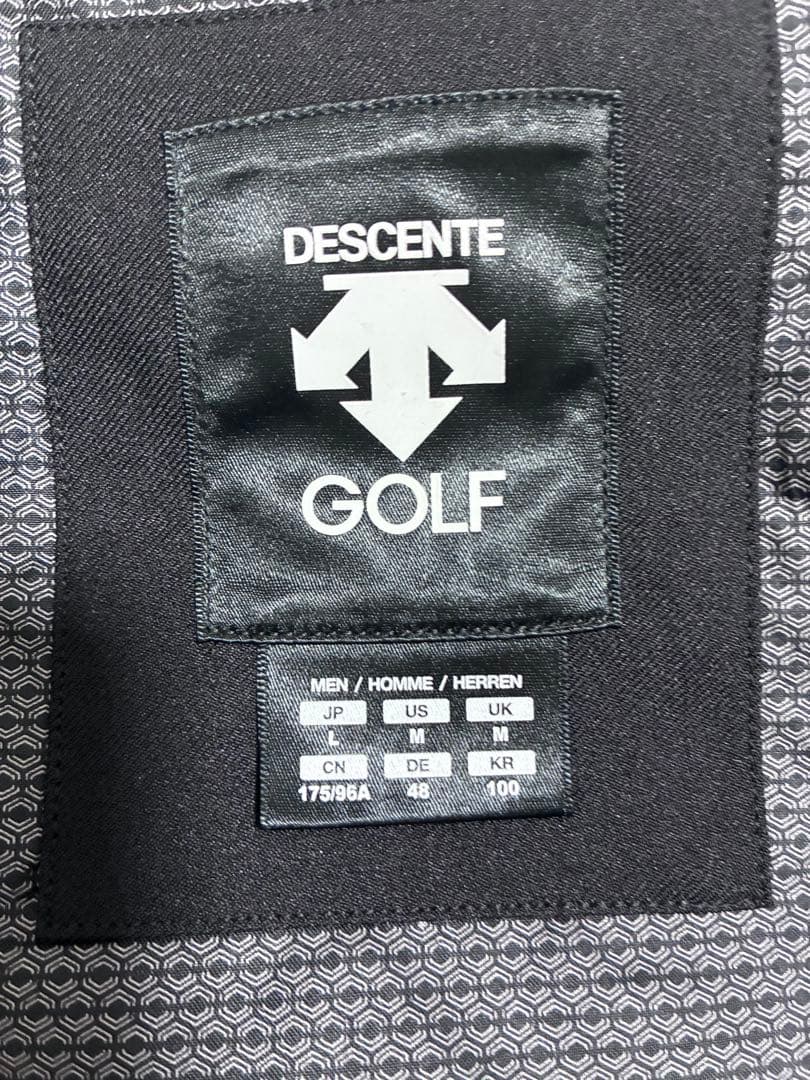 DESCENTE
GOLF
MEN / HOMME / HERREN
JP US UK
L M M
CN DE KR
175/96A 48 100